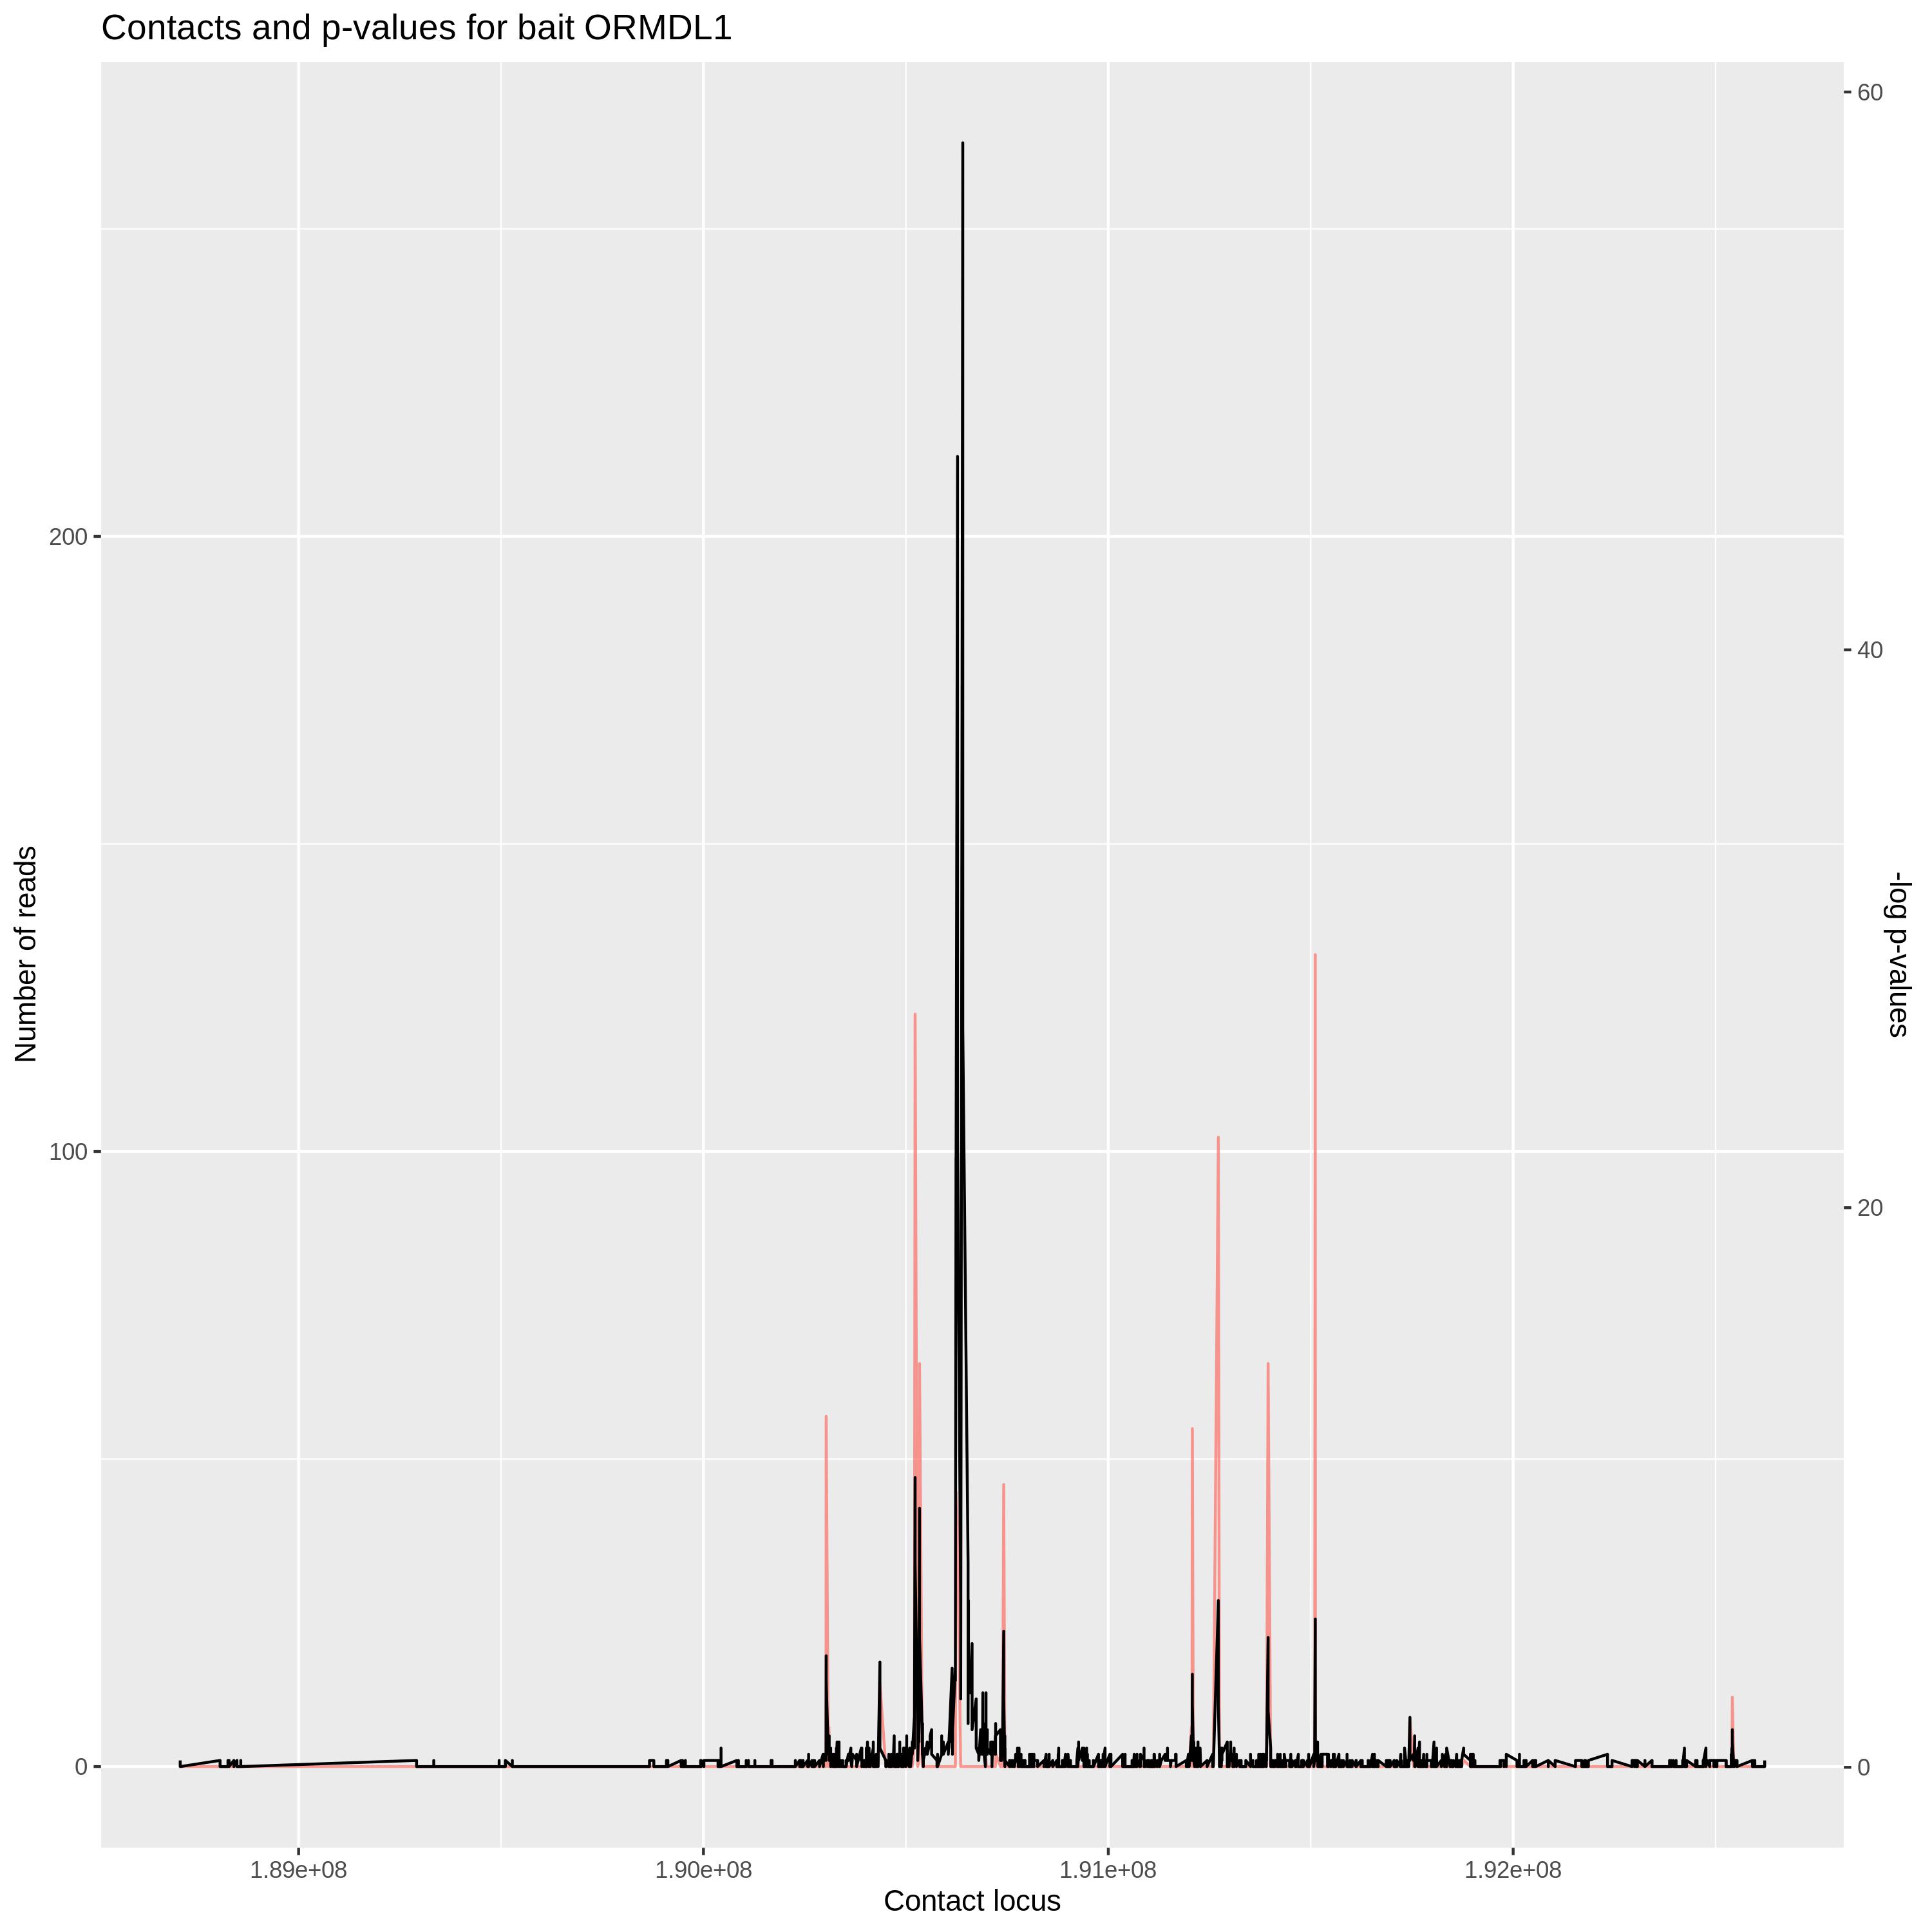 Contacts and p-values for bait ORMDL1
60
200
40
Number of reads
-log p-values
100
20
0
0
1.89e+08
1.90e+08
1.91e+08
1.92e+08
Contact locus